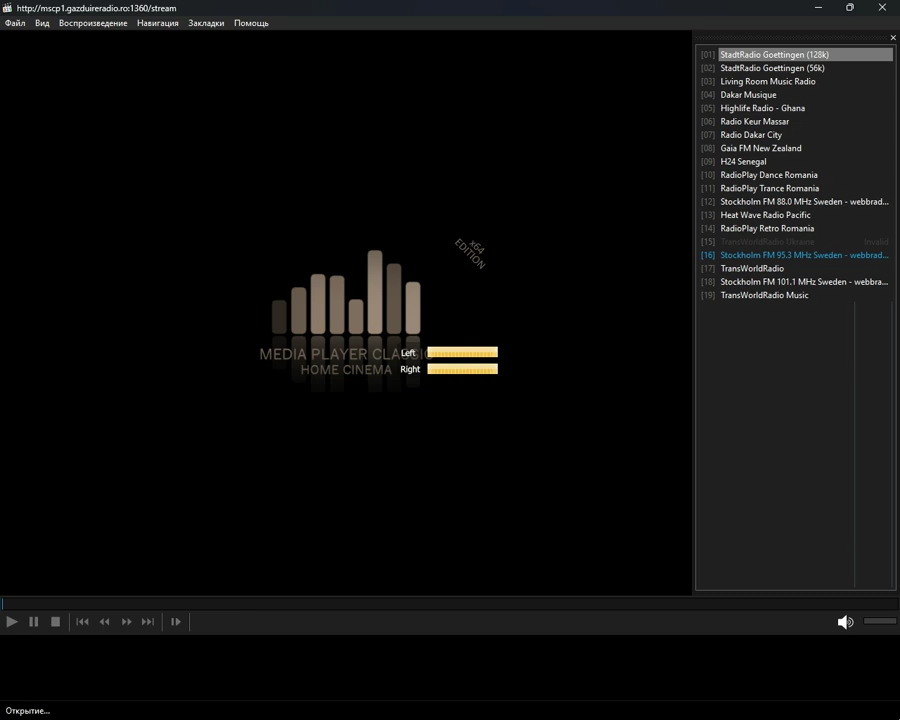 http://mscp1.gazduireradio.ro:1360/stream
Файл Вид Воспроизведение Навигация Закладки Помощь
[01] StadtRadio Goettingen (128k)
[02] StadtRadio Goettingen (56k)
[03] Living Room Music Radio
[04] Dakar Musique
[05] Highlife Radio - Ghana
[06] Radio Keur Massar
[07] Radio Dakar City
[08] Gaia FM New Zealand
[09] H24 Senegal
[10] RadioPlay Dance Romania
[11] RadioPlay Trance Romania
[12] Stockholm FM 88.0 MHz Sweden - webbrad...
[13] Heat Wave Radio Pacific
[14] RadioPlay Retro Romania
[15] TransWorldRadio Ukraine Invalid
[16] Stockholm FM 95.3 MHz Sweden - webbrad...
[17] TransWorldRadio
[18] Stockholm FM 101.1 MHz Sweden - webbra...
[19] TransWorldRadio Music
x64
EDITION
MEDIA PLAYER CLASSIC
HOME CINEMA
Left
Right
Открытие...